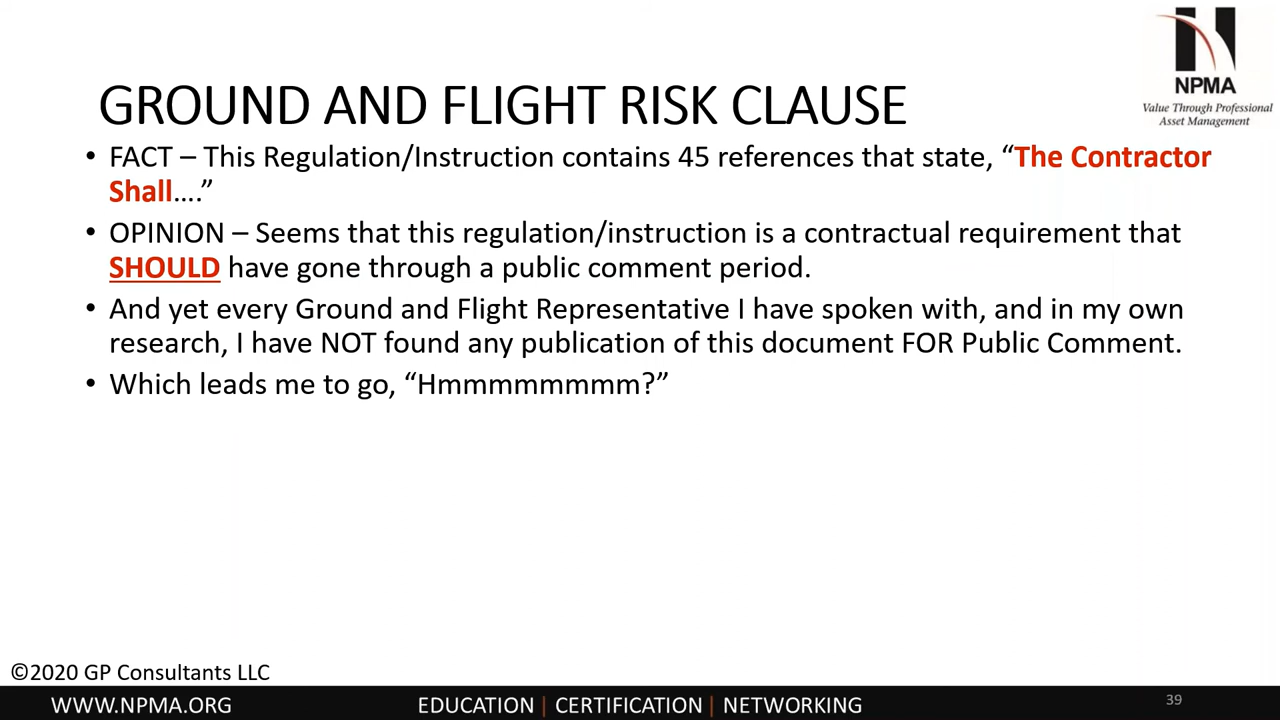 NPMA
Value Through Professional
Asset Management
GROUND AND FLIGHT RISK CLAUSE
• FACT – This Regulation/Instruction contains 45 references that state, “The Contractor
Shall….”
• OPINION – Seems that this regulation/instruction is a contractual requirement that
SHOULD have gone through a public comment period.
• And yet every Ground and Flight Representative I have spoken with, and in my own
research, I have NOT found any publication of this document FOR Public Comment.
• Which leads me to go, “Hmmmmmmmm?”
©2020 GP Consultants LLC
WWW.NPMA.ORG EDUCATION | CERTIFICATION | NETWORKING 39